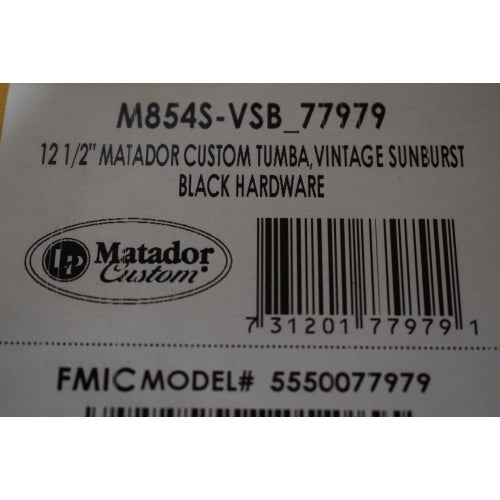 M854S-VSB_77979
12 1/2" MATADOR CUSTOM TUMBA, VINTAGE SUNBURST
BLACK HARDWARE
LP Matador
Custom®
7 31201 77979 1
FMIC MODEL# 5550077979